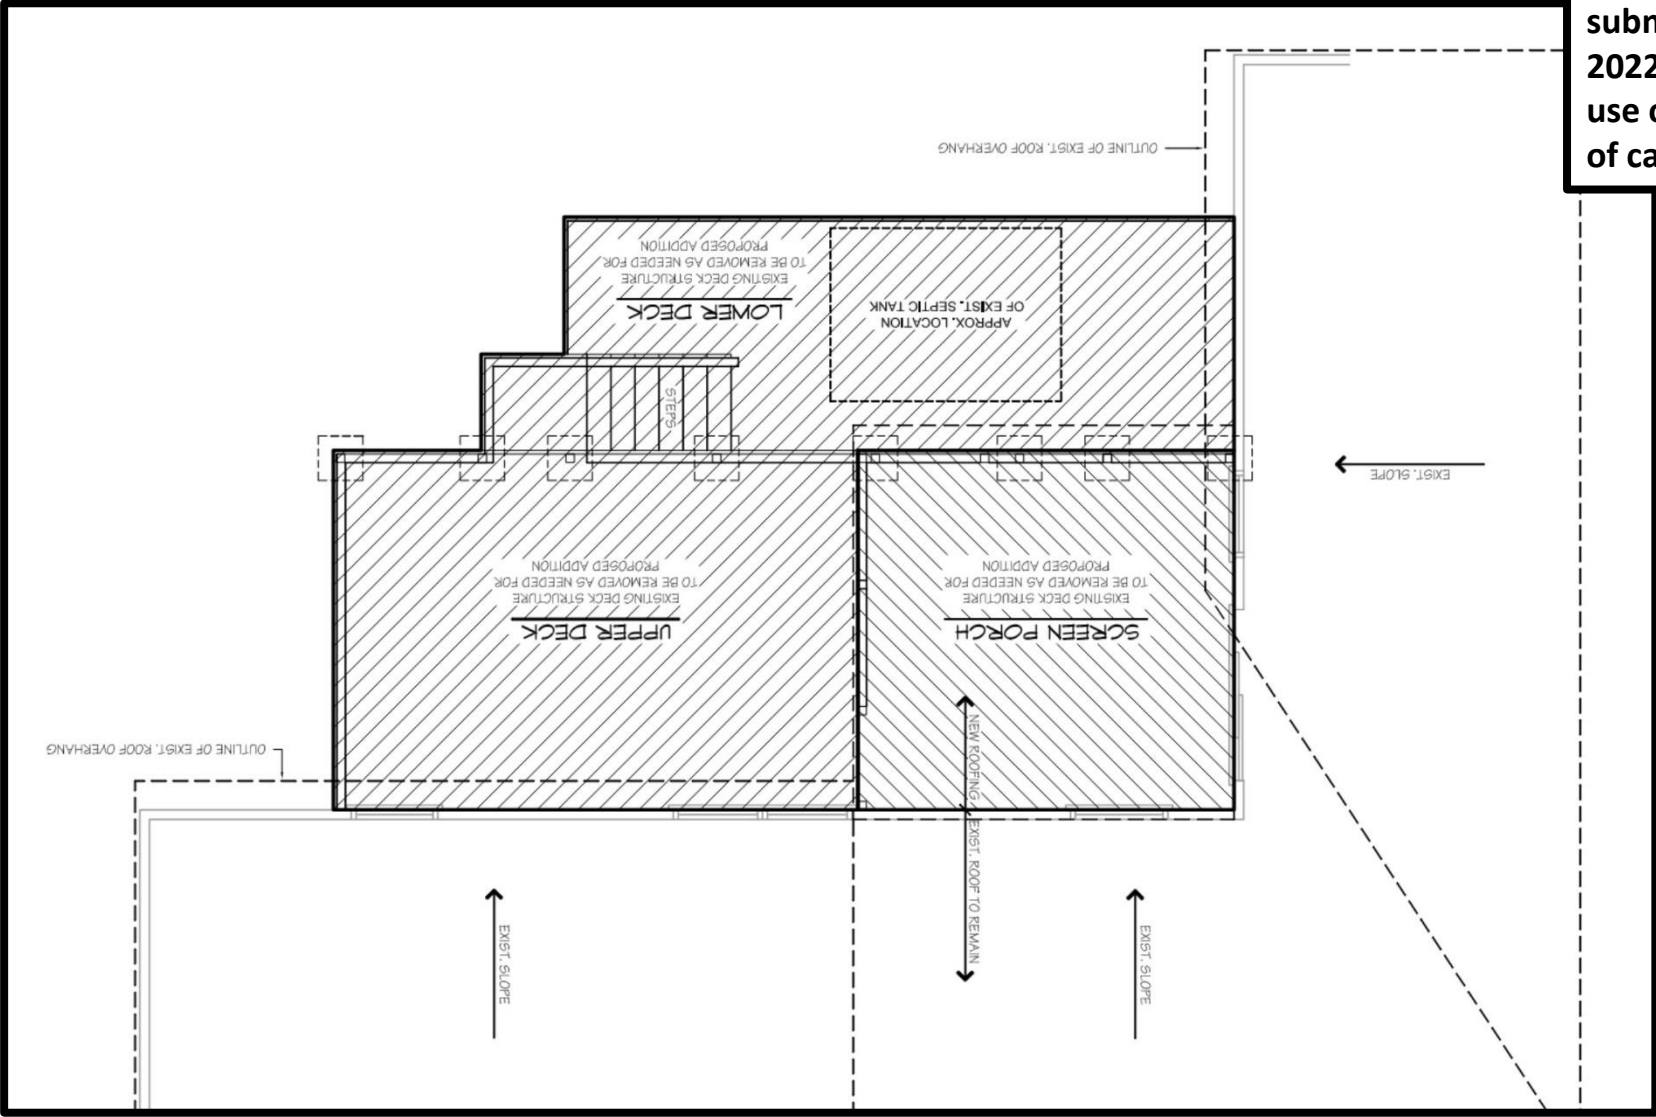 subm
2022
use o
of ca
OUTLINE OF EXIST. ROOF OVERHANG
LOWER DECK
EXISTING DECK STRUCTURE
TO BE REMOVED AS NEEDED FOR
PROPOSED ADDITION
APPROX. LOCATION
OF EXIST. SEPTIC TANK
STEPS
EXIST. SLOPE
UPPER DECK
EXISTING DECK STRUCTURE
TO BE REMOVED AS NEEDED FOR
PROPOSED ADDITION
SCREEN PORCH
EXISTING DECK STRUCTURE
TO BE REMOVED AS NEEDED FOR
PROPOSED ADDITION
OUTLINE OF EXIST. ROOF OVERHANG
NEW ROOFING
EXIST. ROOF TO REMAIN
EXIST. SLOPE
EXIST. SLOPE